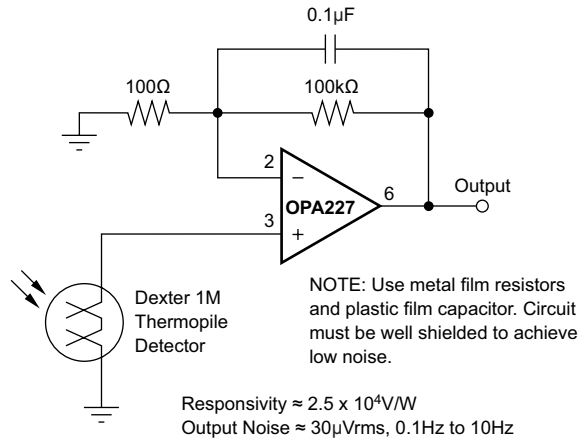 0.1μF
100Ω
100kΩ
2
−
6
Output
OPA227
3
+
Dexter 1M
Thermopile
Detector
NOTE: Use metal film resistors
and plastic film capacitor. Circuit
must be well shielded to achieve
low noise.
Responsivity ≈ 2.5 x 10⁴V/W
Output Noise ≈ 30μVrms, 0.1Hz to 10Hz